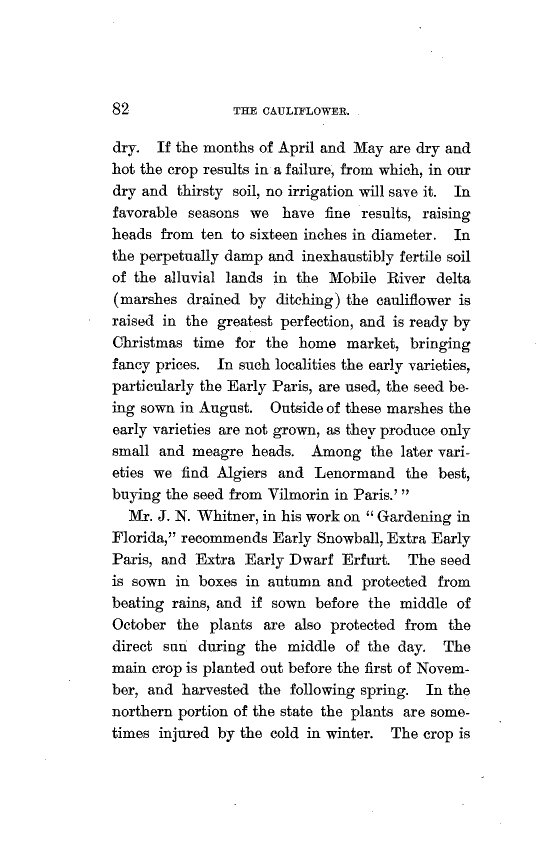 82 THE CAULIFLOWER.
dry. If the months of April and May are dry and
hot the crop results in a failure, from which, in our
dry and thirsty soil, no irrigation will save it. In
favorable seasons we have fine results, raising
heads from ten to sixteen inches in diameter. In
the perpetually damp and inexhaustibly fertile soil
of the alluvial lands in the Mobile River delta
(marshes drained by ditching) the cauliflower is
raised in the greatest perfection, and is ready by
Christmas time for the home market, bringing
fancy prices. In such localities the early varieties,
particularly the Early Paris, are used, the seed be-
ing sown in August. Outside of these marshes the
early varieties are not grown, as they produce only
small and meagre heads. Among the later vari-
eties we find Algiers and Lenormand the best,
buying the seed from Vilmorin in Paris.' "
Mr. J. N. Whitner, in his work on " Gardening in
Florida," recommends Early Snowball, Extra Early
Paris, and Extra Early Dwarf Erfurt. The seed
is sown in boxes in autumn and protected from
beating rains, and if sown before the middle of
October the plants are also protected from the
direct sun during the middle of the day. The
main crop is planted out before the first of Novem-
ber, and harvested the following spring. In the
northern portion of the state the plants are some-
times injured by the cold in winter. The crop is